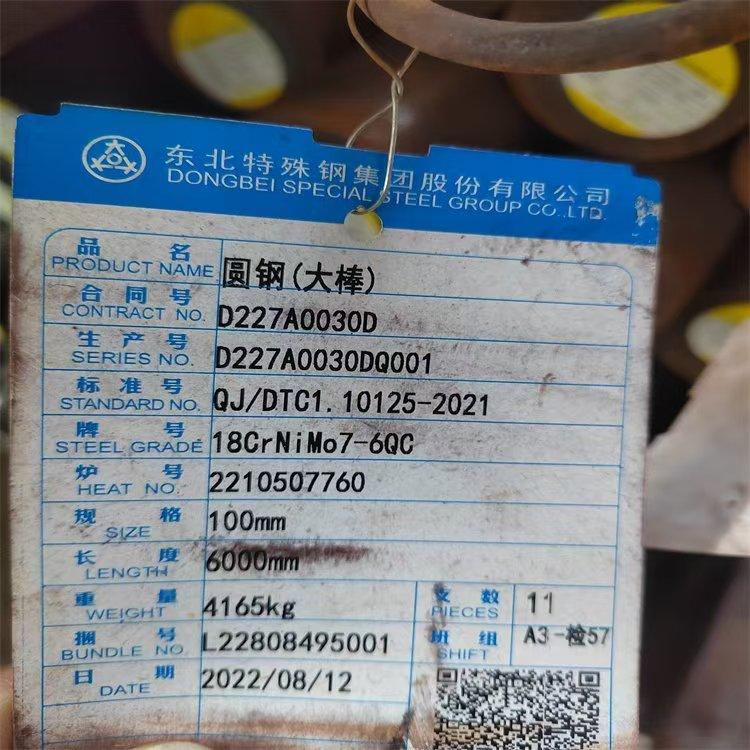 东北特殊钢集团股份有限公司
DONGBEI SPECIAL STEEL GROUP CO.,LTD.
品名 圆钢(大棒)
PRODUCT NAME
合同号 D227A0030D
CONTRACT NO.
生产号 D227A0030DQ001
SERIES NO.
标准号 QJ/DTC1.10125-2021
STANDARD NO.
牌号 18CrNiMo7-6QC
STEEL GRADE
炉号 2210507760
HEAT NO.
规格 100mm
SIZE
长度 6000mm
LENGTH
重量 4165kg 支数 11
WEIGHT PIECES
捆号 L22808495001 班组 A3-检57
BUNDLE NO. SHIFT
日期 2022/08/12
DATE